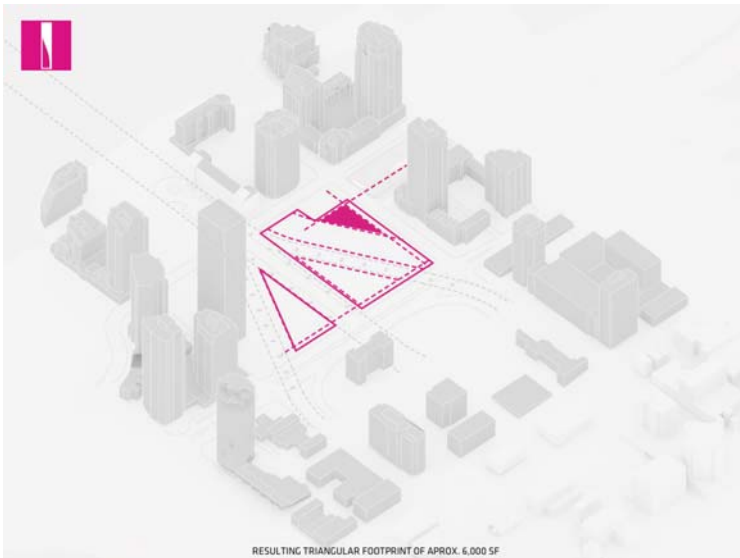 RESULTING TRIANGULAR FOOTPRINT OF APROX. 6,000 SF